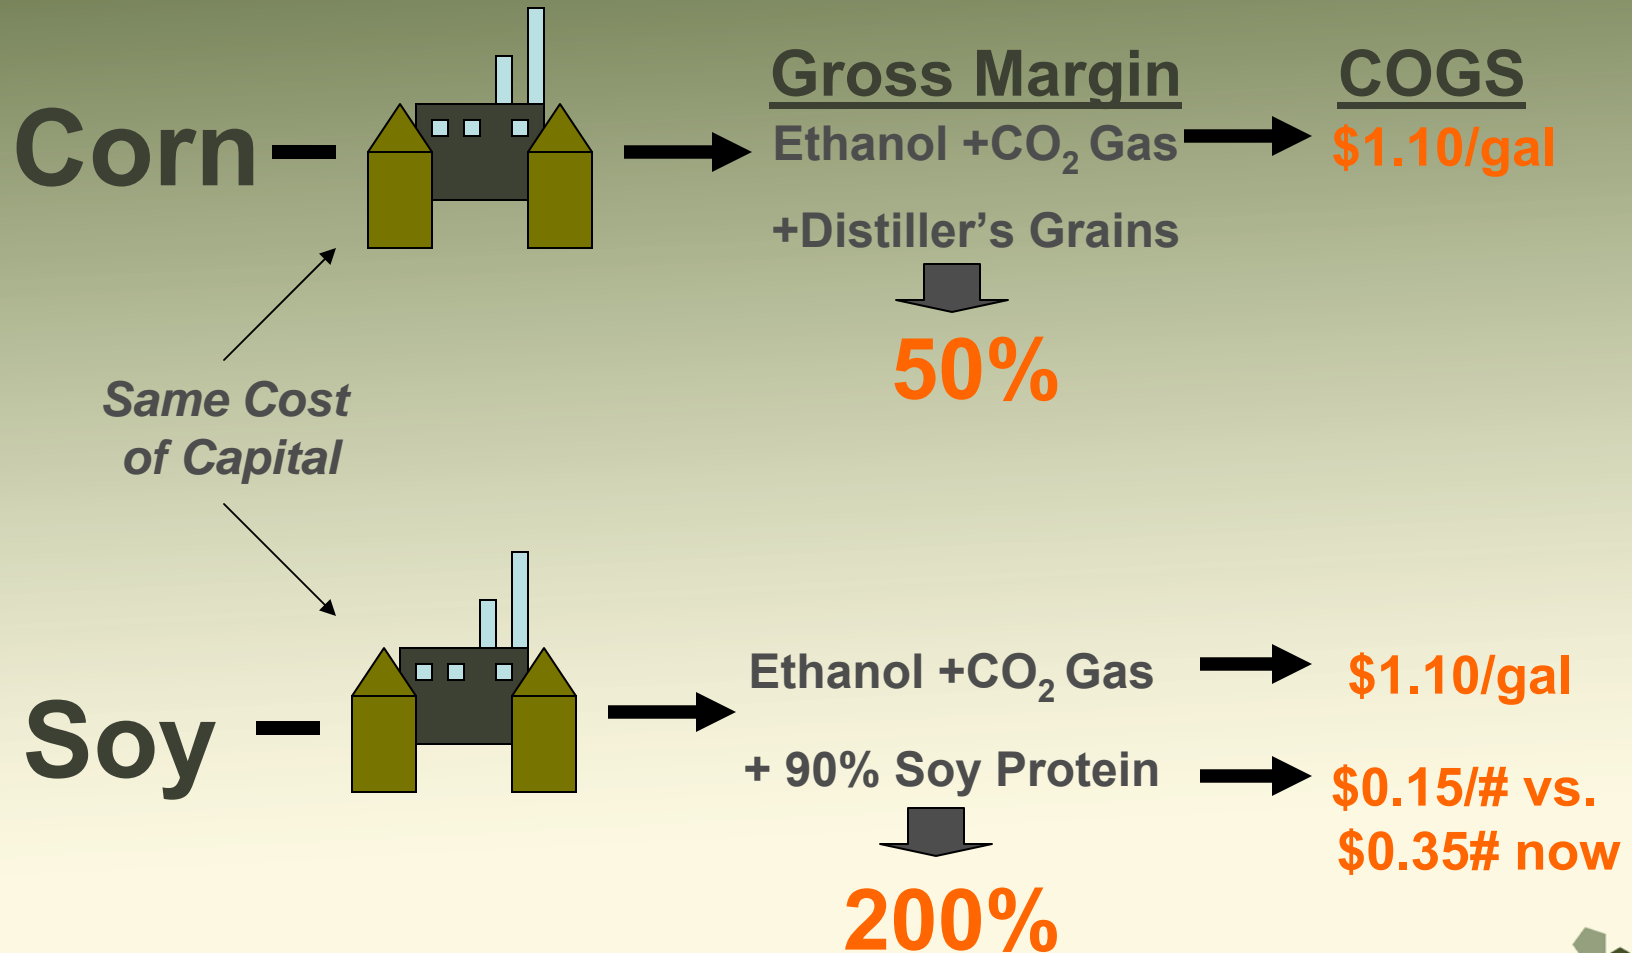 Gross Margin
COGS
Corn
Ethanol +CO₂ Gas
$1.10/gal
+Distiller’s Grains
50%
Same Cost
of Capital
Soy
Ethanol +CO₂ Gas
$1.10/gal
+ 90% Soy Protein
$0.15/# vs.
$0.35# now
200%